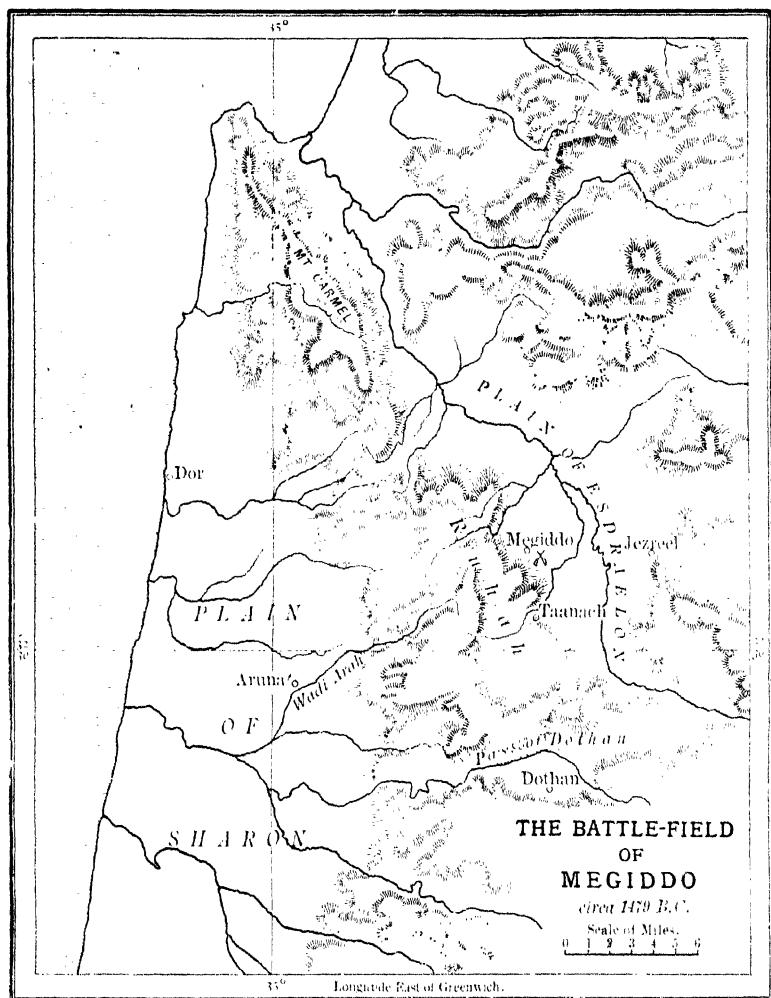 35°
MT CARMEL
PLAIN OF ESDRIELON
Dor
Ruhah
Megiddo
Jezreel
Taanach
PLAIN
OF
SHARON
Aruna?
Wadi Arah
Pass of Dothan
Dothan
THE BATTLE-FIELD
OF
MEGIDDO
circa 1479 B.C.
Scale of Miles.
0 1 2 3 4 5 6
35°
Longitude East of Greenwich.